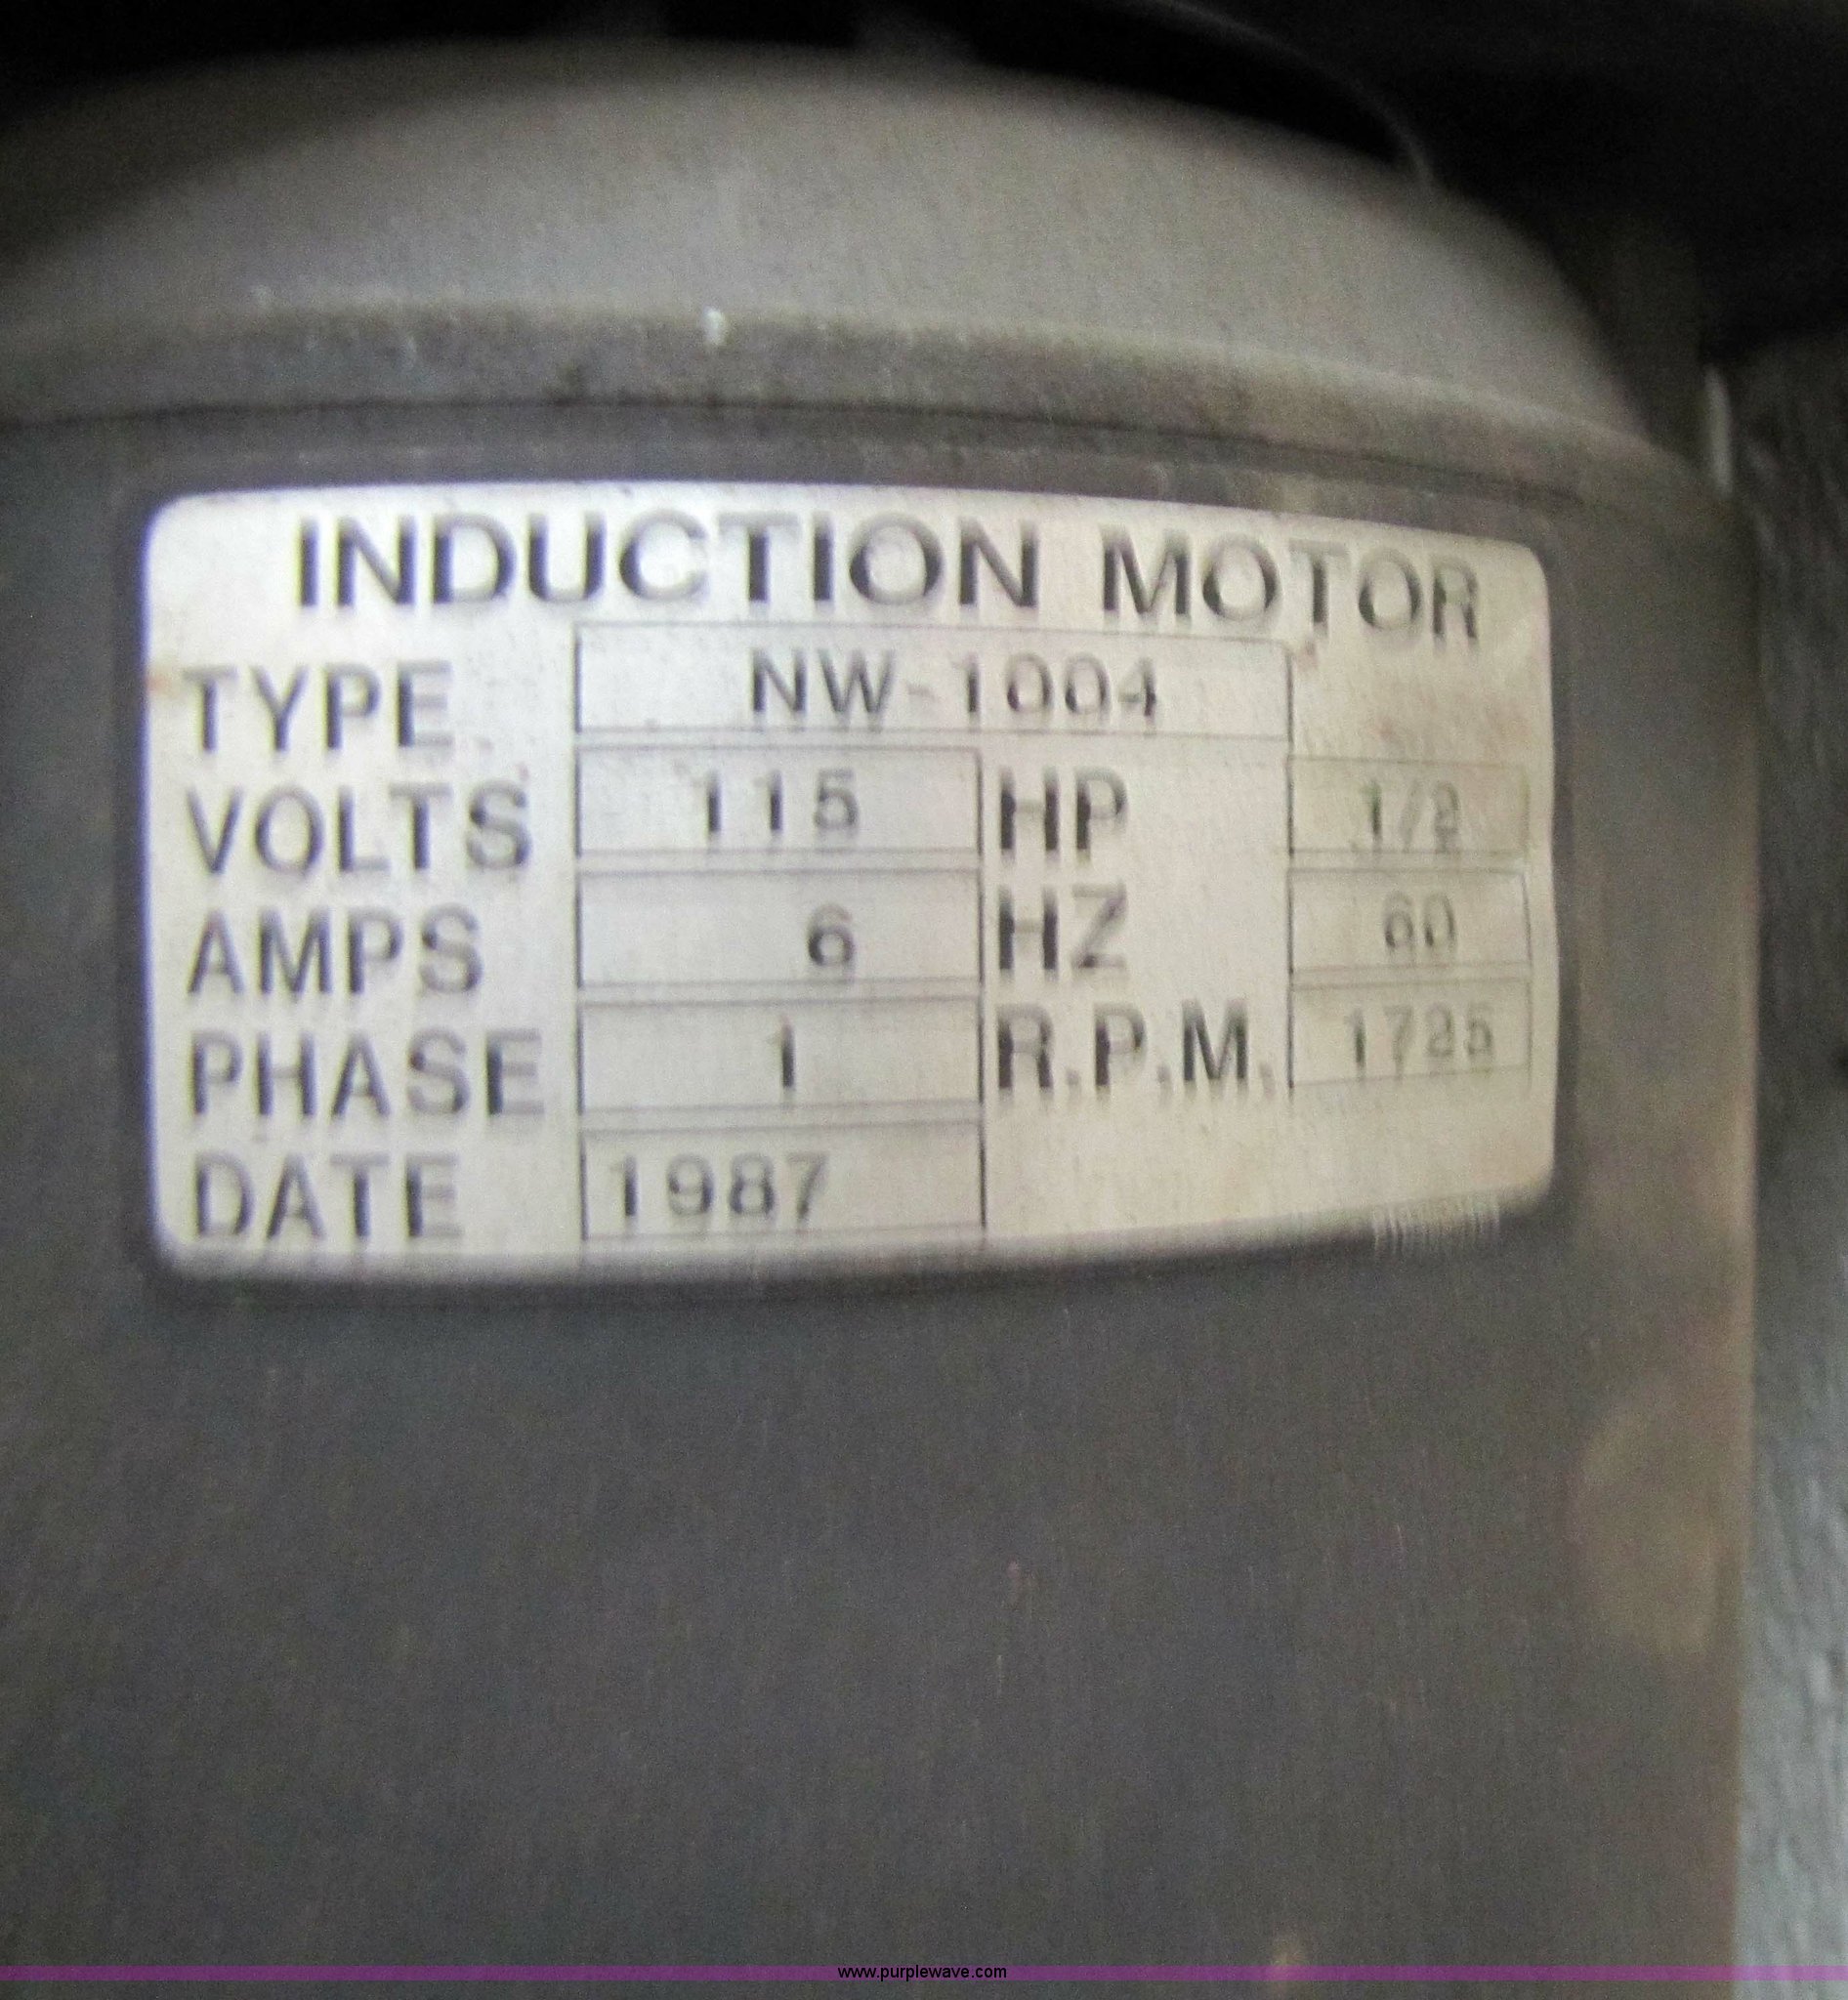 INDUCTION MOTOR
TYPE NW-1004
VOLTS 115 HP 1/2
AMPS 6 HZ 60
PHASE 1 R.P.M. 1725
DATE 1987
www.purplewave.com